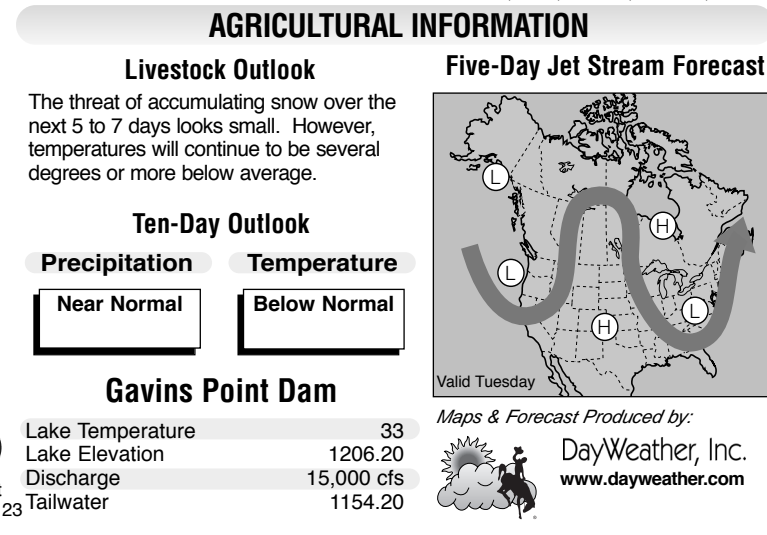 AGRICULTURAL INFORMATION
Livestock Outlook
The threat of accumulating snow over the
next 5 to 7 days looks small. However,
temperatures will continue to be several
degrees or more below average.
Ten-Day Outlook
Precipitation Temperature
Near Normal Below Normal
Gavins Point Dam
Lake Temperature 33
Lake Elevation 1206.20
Discharge 15,000 cfs
Tailwater 1154.20
23
Five-Day Jet Stream Forecast
L
H
L
L
H
Valid Tuesday
Maps & Forecast Produced by:
DayWeather, Inc.
www.dayweather.com